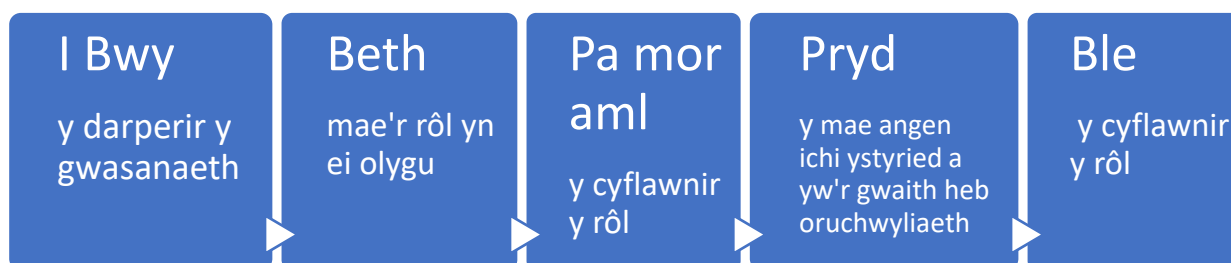 I Bwy
y darperir y
gwasanaeth
Beth
mae'r rôl yn
ei olygu
Pa mor
aml
y cyflawnir
y rôl
Pryd
y mae angen
ichi ystyried a
yw'r gwaith heb
oruchwyliaeth
Ble
y cyflawnir
y rôl